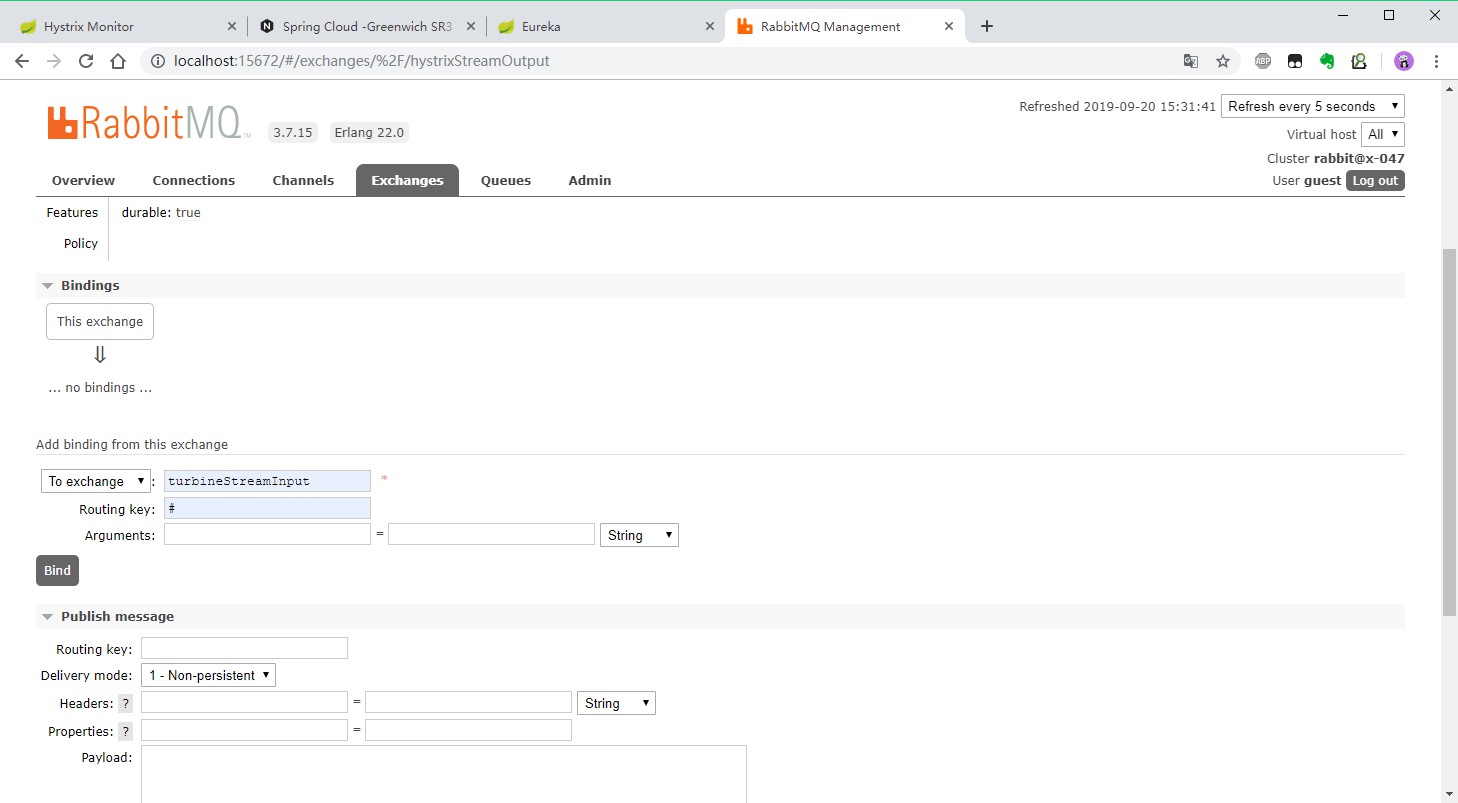 Hystrix Monitor
Spring Cloud -Greenwich SR3
Eureka
RabbitMQ Management
localhost:15672/#/exchanges/%2F/hystrixStreamOutput
ABP
RabbitMQ TM 3.7.15 Erlang 22.0
Refreshed 2019-09-20 15:31:41 Refresh every 5 seconds
Virtual host All
Cluster rabbit@x-047
User guest Log out
Overview Connections Channels Exchanges Queues Admin
Features durable: true
Policy
Bindings
This exchange
⇓
... no bindings ...
Add binding from this exchange
To exchange : turbineStreamInput *
Routing key: #
Arguments: = String
Bind
Publish message
Routing key:
Delivery mode: 1 - Non-persistent
Headers: ? = String
Properties: ? =
Payload: